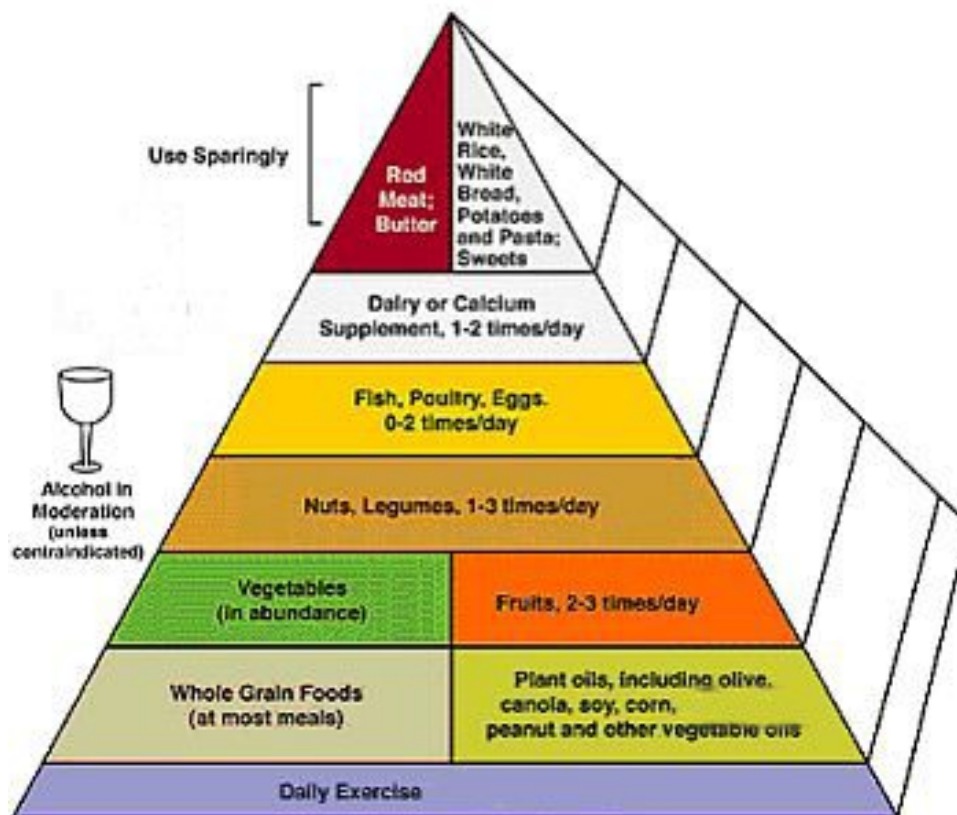 Use Sparingly
Red
Meat;
Butter
White
Rice,
White
Bread,
Potatoes
and Pasta;
Sweets
Dairy or Calcium
Supplement, 1-2 times/day
Fish, Poultry, Eggs.
0-2 times/day
Alcohol in
Moderation
(unless
contraindicated)
Nuts, Legumes, 1-3 times/day
Vegetables
(in abundance)
Fruits, 2-3 times/day
Whole Grain Foods
(at most meals)
Plant oils, including olive,
canola, soy, corn,
peanut and other vegetable oils
Daily Exercise